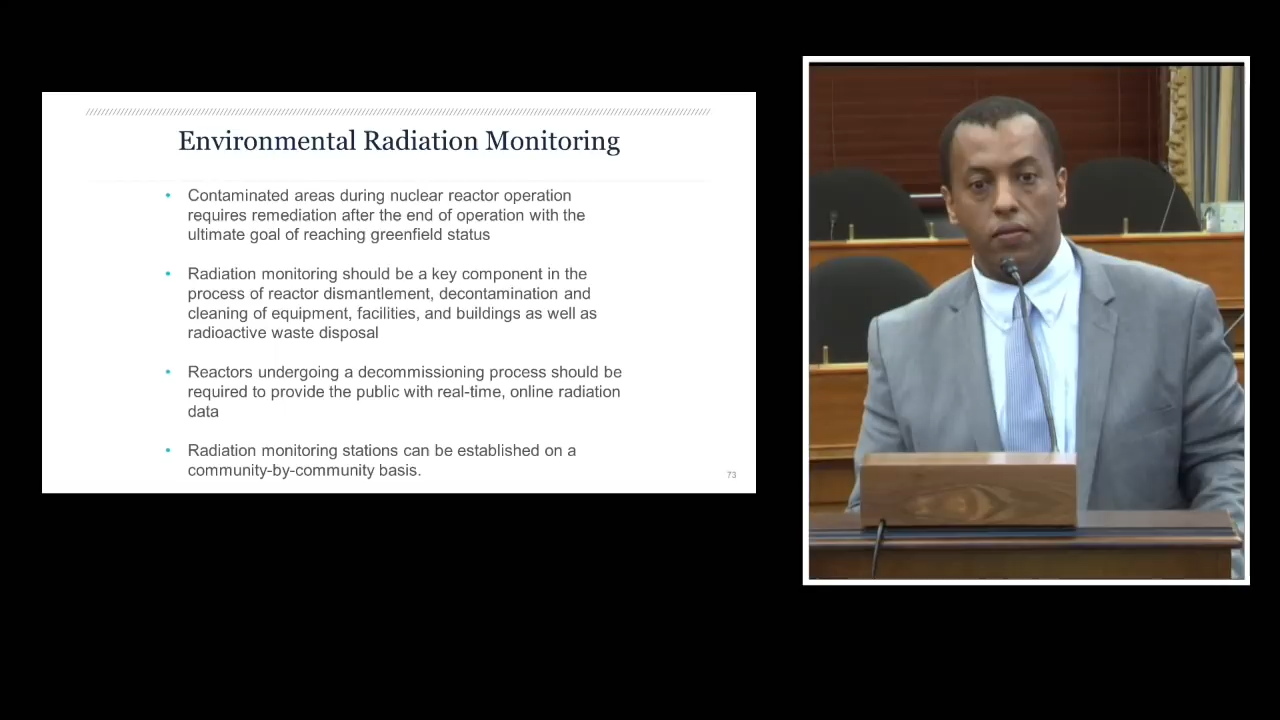 Environmental Radiation Monitoring
• Contaminated areas during nuclear reactor operation
requires remediation after the end of operation with the
ultimate goal of reaching greenfield status
• Radiation monitoring should be a key component in the
process of reactor dismantlement, decontamination and
cleaning of equipment, facilities, and buildings as well as
radioactive waste disposal
• Reactors undergoing a decommissioning process should be
required to provide the public with real-time, online radiation
data
• Radiation monitoring stations can be established on a
community-by-community basis.
73